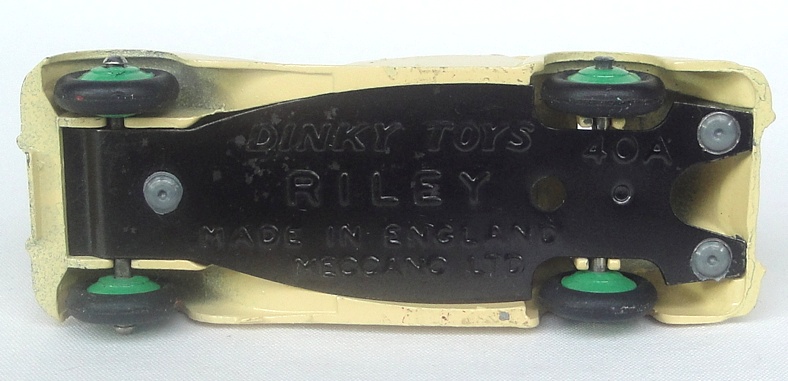 DINKY TOYS
40A
RILEY
MADE IN ENGLAND
MECCANO LTD